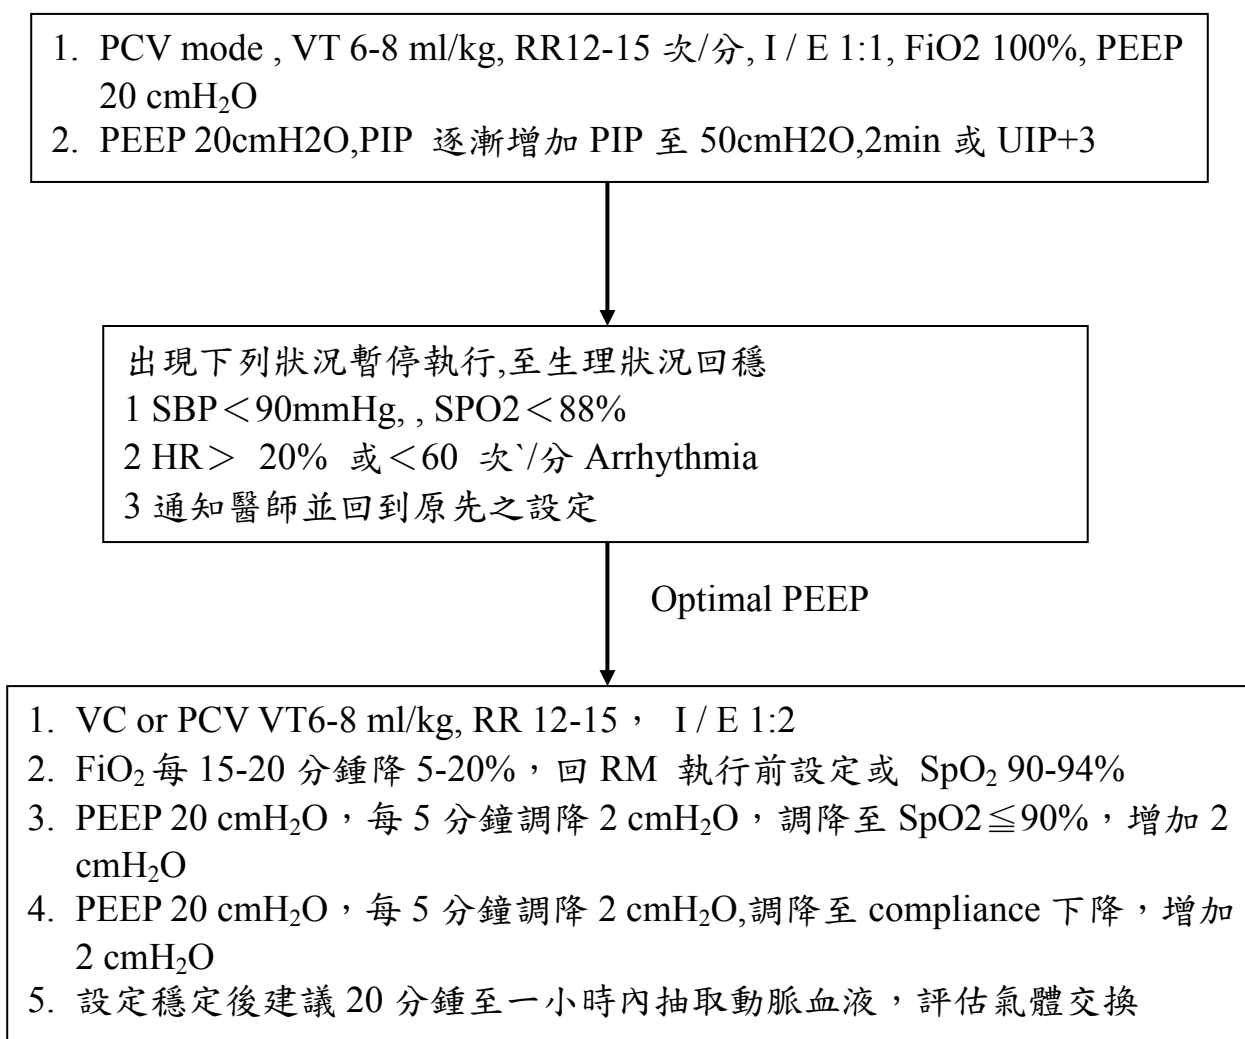 1. PCV mode , VT 6-8 ml/kg, RR12-15 次/分, I / E 1:1, FiO2 100%, PEEP
20 cmH₂O
2. PEEP 20cmH2O,PIP 逐漸增加 PIP 至 50cmH2O,2min 或 UIP+3
出現下列狀況暫停執行,至生理狀況回穩
1 SBP＜90mmHg, , SPO2＜88%
2 HR＞ 20% 或＜60 次`/分 Arrhythmia
3 通知醫師並回到原先之設定
Optimal PEEP
1. VC or PCV VT6-8 ml/kg, RR 12-15， I / E 1:2
2. FiO₂ 每 15-20 分鍾降 5-20%，回 RM 執行前設定或 SpO₂ 90-94%
3. PEEP 20 cmH₂O，每 5 分鐘調降 2 cmH₂O，調降至 SpO2≦90%，增加 2
cmH₂O
4. PEEP 20 cmH₂O，每 5 分鐘調降 2 cmH₂O,調降至 compliance 下降，增加
2 cmH₂O
5. 設定穩定後建議 20 分鍾至一小時內抽取動脈血液，評估氣體交換